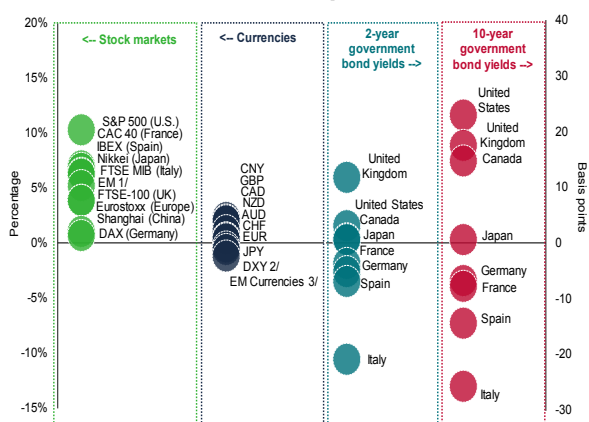 20%
15%
10%
5%
0%
-5%
-10%
-15%
Percentage
<-- Stock markets
S&P 500 (U.S.)
CAC 40 (France)
IBEX (Spain)
Nikkei (Japan)
FTSE MIB (Italy)
EM 1/
FTSE-100 (UK)
Eurostoxx (Europe)
Shanghai (China)
DAX (Germany)
<-- Currencies
CNY
GBP
CAD
NZD
AUD
CHF
EUR
JPY
DXY 2/
EM Currencies 3/
2-year
government
bond yields -->
United
Kingdom
United States
Canada
Japan
France
Germany
Spain
Italy
10-year
government
bond yields -->
United
States
United
Kingdom
Canada
Japan
Germany
France
Spain
Italy
40
30
20
10
0
-10
-20
-30
Basis points